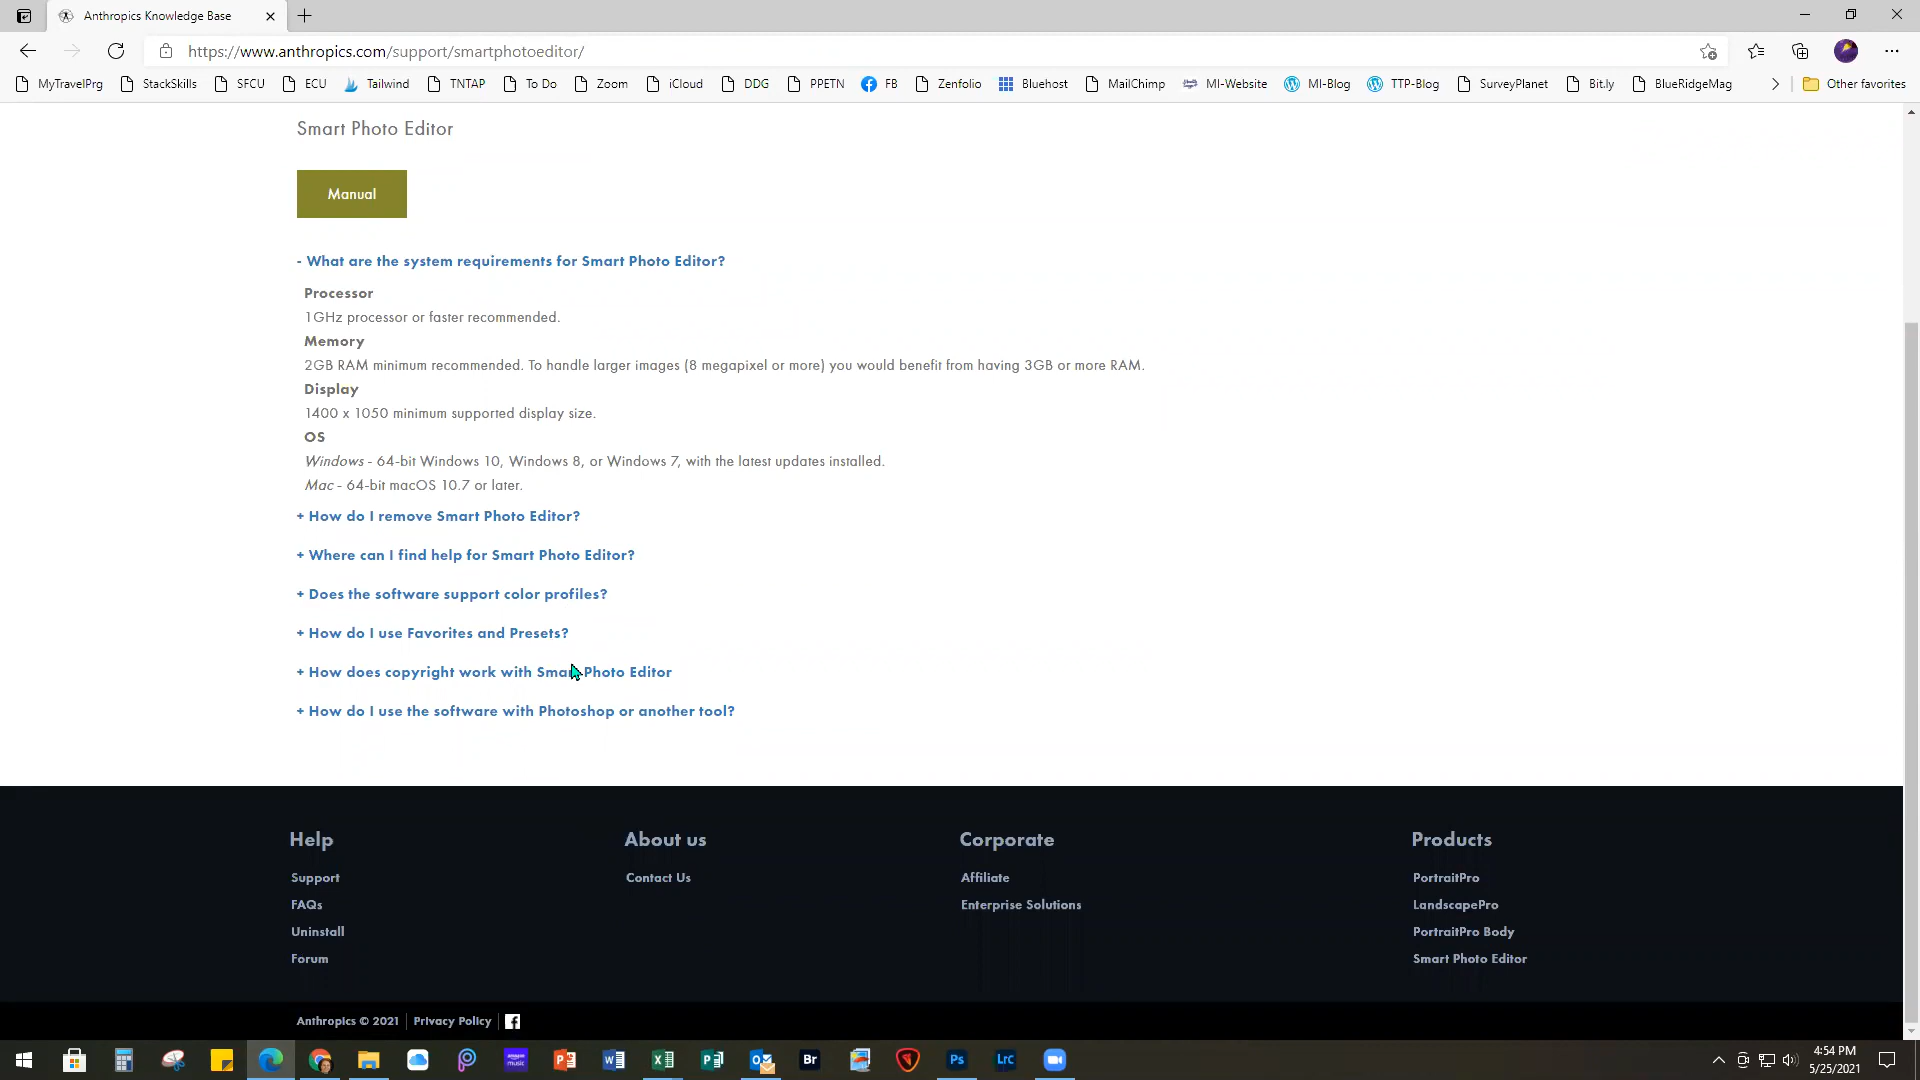 Anthropics Knowledge Base
https://www.anthropics.com/support/smartphotoeditor/
MyTravelPrg StackSkills SFCU ECU Tailwind TNTAP To Do Zoom iCloud DDG PPETN FB Zenfolio Bluehost MailChimp MI-Website MI-Blog TTP-Blog SurveyPlanet Bit.ly BlueRidgeMag Other favorites
Smart Photo Editor
Manual
- What are the system requirements for Smart Photo Editor?
Processor
1GHz processor or faster recommended.
Memory
2GB RAM minimum recommended. To handle larger images (8 megapixel or more) you would benefit from having 3GB or more RAM.
Display
1400 x 1050 minimum supported display size.
OS
Windows - 64-bit Windows 10, Windows 8, or Windows 7, with the latest updates installed.
Mac - 64-bit macOS 10.7 or later.
+ How do I remove Smart Photo Editor?
+ Where can I find help for Smart Photo Editor?
+ Does the software support color profiles?
+ How do I use Favorites and Presets?
+ How does copyright work with Smart Photo Editor
+ How do I use the software with Photoshop or another tool?
Help About us Corporate Products
Support Contact Us Affiliate PortraitPro
FAQs Enterprise Solutions LandscapePro
Uninstall PortraitPro Body
Forum Smart Photo Editor
Anthropics © 2021 Privacy Policy
Br Ps LrC
4:54 PM
5/25/2021